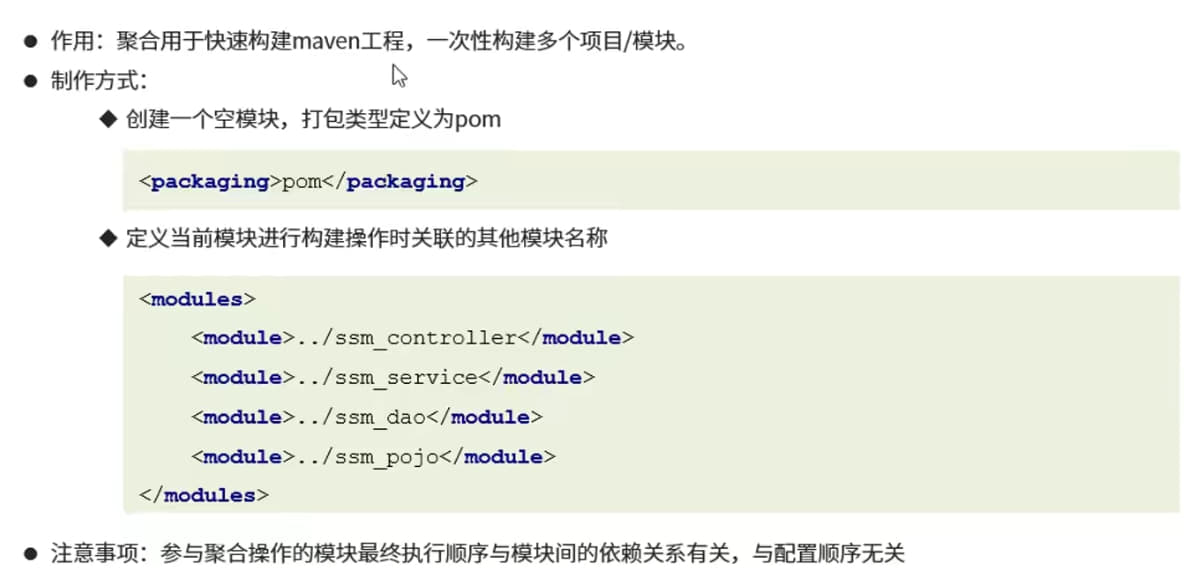 ● 作用：聚合用于快速构建maven工程，一次性构建多个项目/模块。
● 制作方式：
◆ 创建一个空模块，打包类型定义为pom
<packaging>pom</packaging>
◆ 定义当前模块进行构建操作时关联的其他模块名称
<modules>
<module>../ssm_controller</module>
<module>../ssm_service</module>
<module>../ssm_dao</module>
<module>../ssm_pojo</module>
</modules>
● 注意事项：参与聚合操作的模块最终执行顺序与模块间的依赖关系有关，与配置顺序无关